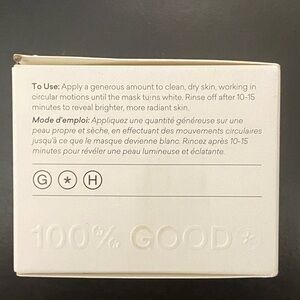 To Use: Apply a generous amount to clean, dry skin, working in
circular motions until the mask turns white. Rinse off after 10-15
minutes to reveal brighter, more radiant skin.
Mode d'emploi: Appliquez une quantité généreuse sur une
peau propre et sèche, en effectuant des mouvements circulaires
jusqu'à ce que le masque devienne blanc. Rincez après 10-15
minutes pour révéler une peau lumineuse et éclatante.
G * H
100% GOOD*